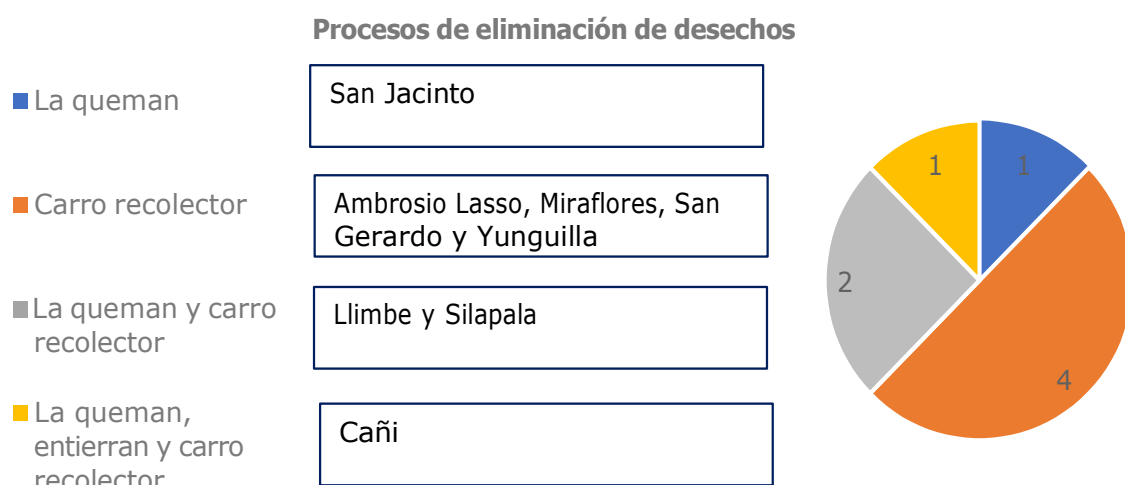 Procesos de eliminación de desechos
La queman
San Jacinto
Carro recolector
Ambrosio Lasso, Miraflores, San
Gerardo y Yunguilla
La queman y carro
recolector
Llimbe y Silapala
La queman,
entierran y carro
recolector
Cañi
1
1
2
4